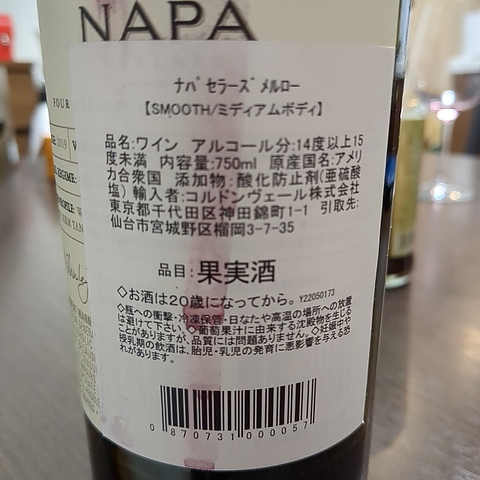 NAPA
FOUR
2019
ナパ セラーズ メルロー
【SMOOTH/ミディアムボディ】
品名:ワイン アルコール分:14度以上15
度未満 内容量:750ml 原産国名:アメリ
カ合衆国 添加物:酸化防止剤(亜硫酸
塩) 輸入者:コルドンヴェール株式会社
東京都千代田区神田錦町1-1 引取先:
仙台市宮城野区榴岡3-7-35
品目:果実酒
◇お酒は20歳になってから。Y22050173
◇瓶への衝撃・冷凍保管・日なたや高温の場所への放置
は避けて下さい。◇葡萄果汁に由来する沈殿物を生じる
ことがありますが、品質には問題ありません。◇妊娠中や
授乳期の飲酒は、胎児・乳児の発育に悪影響を与える恐
れがあります。
0 870731 000057